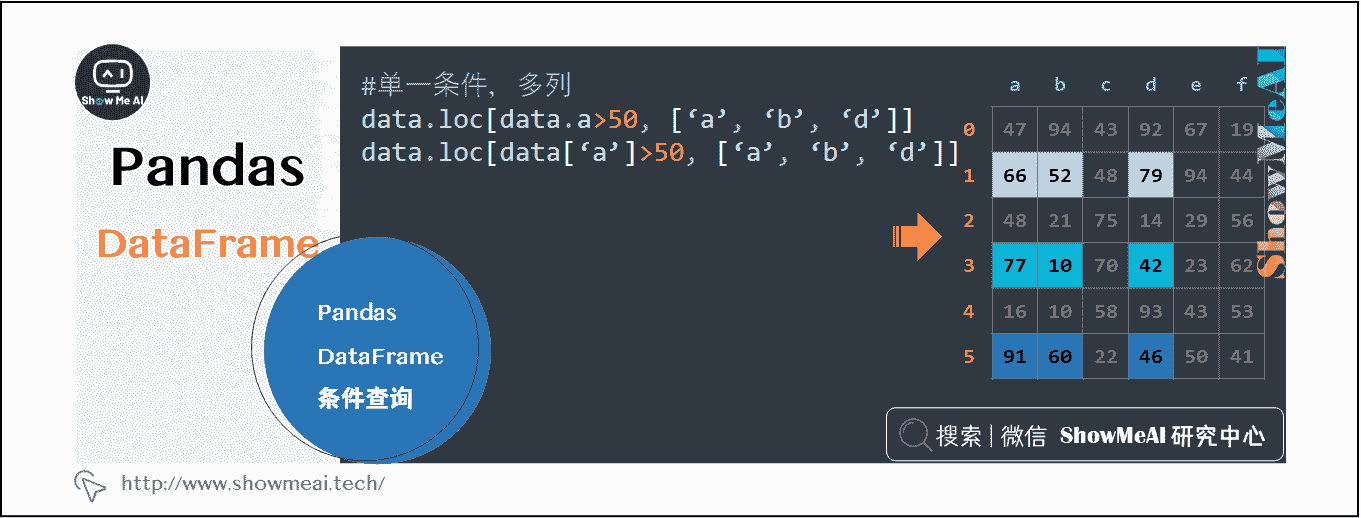 Show Me AI
Pandas
DataFrame
Pandas
DataFrame
条件查询
#单一条件, 多列
data.loc[data.a>50, [‘a’, ‘b’, ‘d’]]
data.loc[data[‘a’]>50, [‘a’, ‘b’, ‘d’]]
a b c d e f
0 47 94 43 92 67 19
1 66 52 48 79 94 44
2 48 21 75 14 29 56
3 77 10 70 42 23 62
4 16 10 58 93 43 53
5 91 60 22 46 50 41
ShowMeAI
搜索 | 微信 ShowMeAI 研究中心
http://www.showmeai.tech/